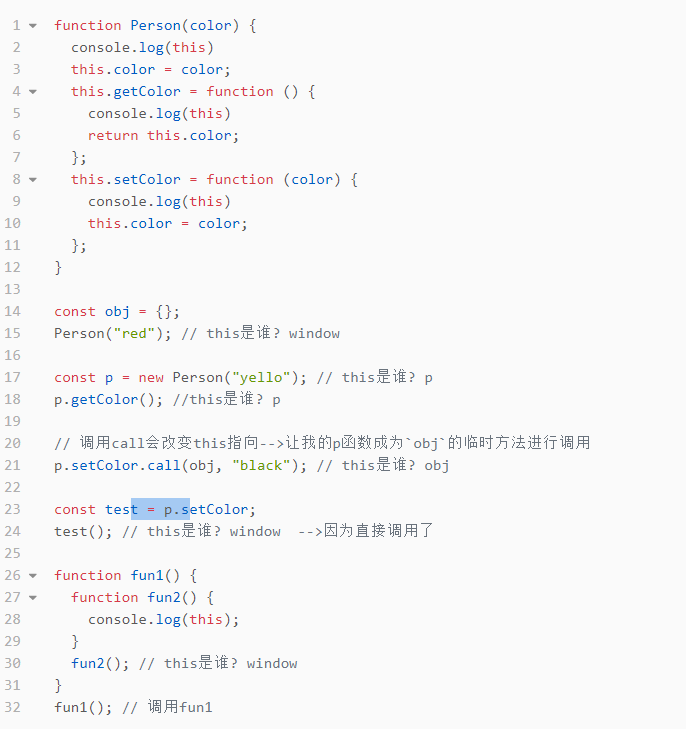 1 function Person(color) {
2   console.log(this)
3   this.color = color;
4   this.getColor = function () {
5     console.log(this)
6     return this.color;
7   };
8   this.setColor = function (color) {
9     console.log(this)
10     this.color = color;
11   };
12 }
13
14 const obj = {};
15 Person("red"); // this是谁? window
16
17 const p = new Person("yello"); // this是谁? p
18 p.getColor(); //this是谁? p
19
20 // 调用call会改变this指向-->让我的p函数成为`obj`的临时方法进行调用
21 p.setColor.call(obj, "black"); // this是谁? obj
22
23 const test = p.setColor;
24 test(); // this是谁? window  -->因为直接调用了
25
26 function fun1() {
27   function fun2() {
28     console.log(this);
29   }
30   fun2(); // this是谁? window
31 }
32 fun1(); // 调用fun1